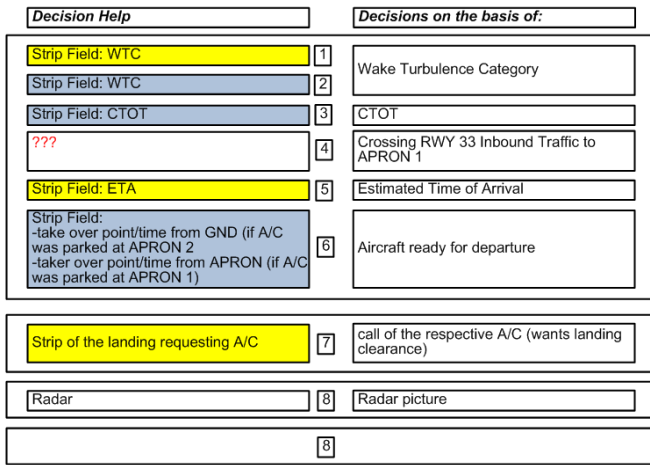 Decision Help
Decisions on the basis of:
Strip Field: WTC
1
Wake Turbulence Category
Strip Field: WTC
2
Strip Field: CTOT
3
CTOT
???
4
Crossing RWY 33 Inbound Traffic to
APRON 1
Strip Field: ETA
5
Estimated Time of Arrival
Strip Field:
-take over point/time from GND (if A/C
was parked at APRON 2
-taker over point/time from APRON (if A/C
was parked at APRON 1)
6
Aircraft ready for departure
Strip of the landing requesting A/C
7
call of the respective A/C (wants landing
clearance)
Radar
8
Radar picture
8